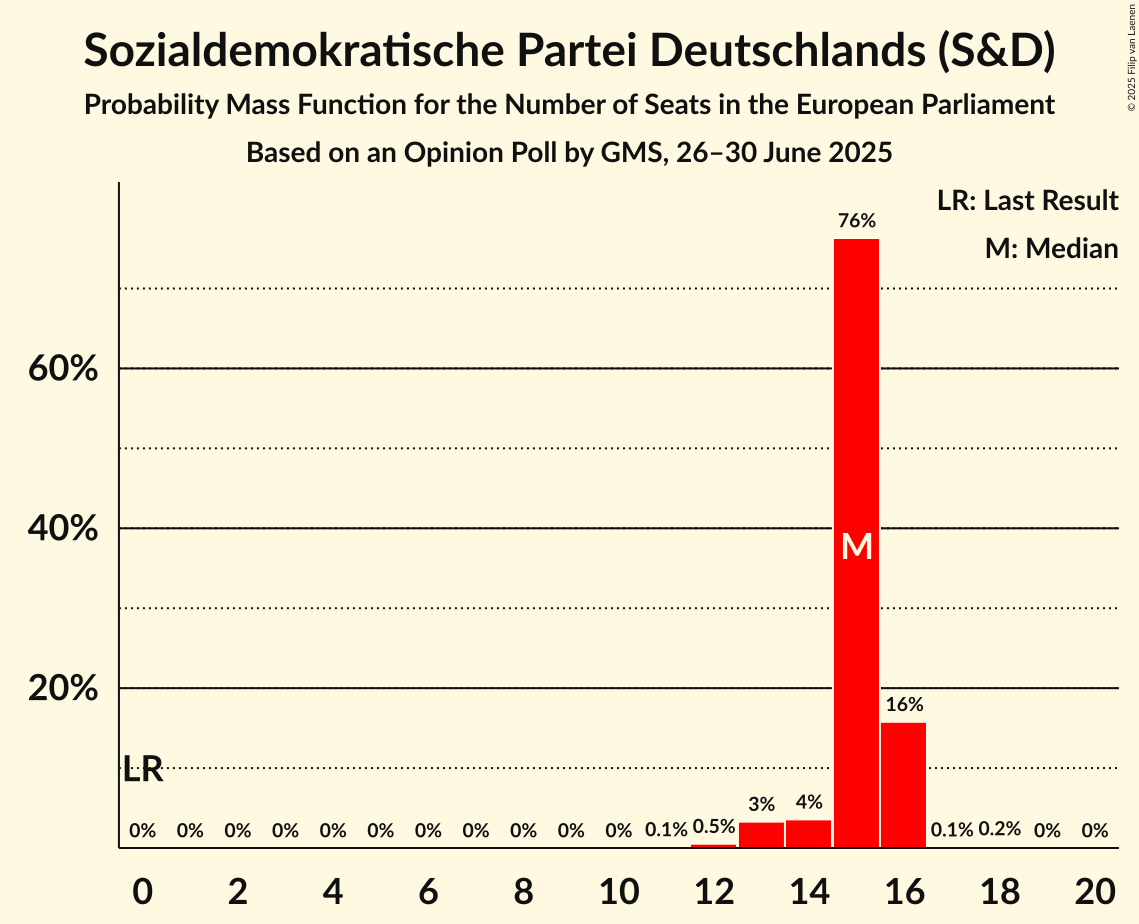 Sozialdemokratische Partei Deutschlands (S&D)
Probability Mass Function for the Number of Seats in the European Parliament
Based on an Opinion Poll by GMS, 26–30 June 2025
© 2025 Filip van Laenen
LR: Last Result
M: Median
76%
60%
40%
M
20%
16%
LR
0% 0% 0% 0% 0% 0% 0% 0% 0% 0% 0% 0.1% 0.5% 3% 4% 0.1% 0.2% 0% 0%
0 2 4 6 8 10 12 14 16 18 20